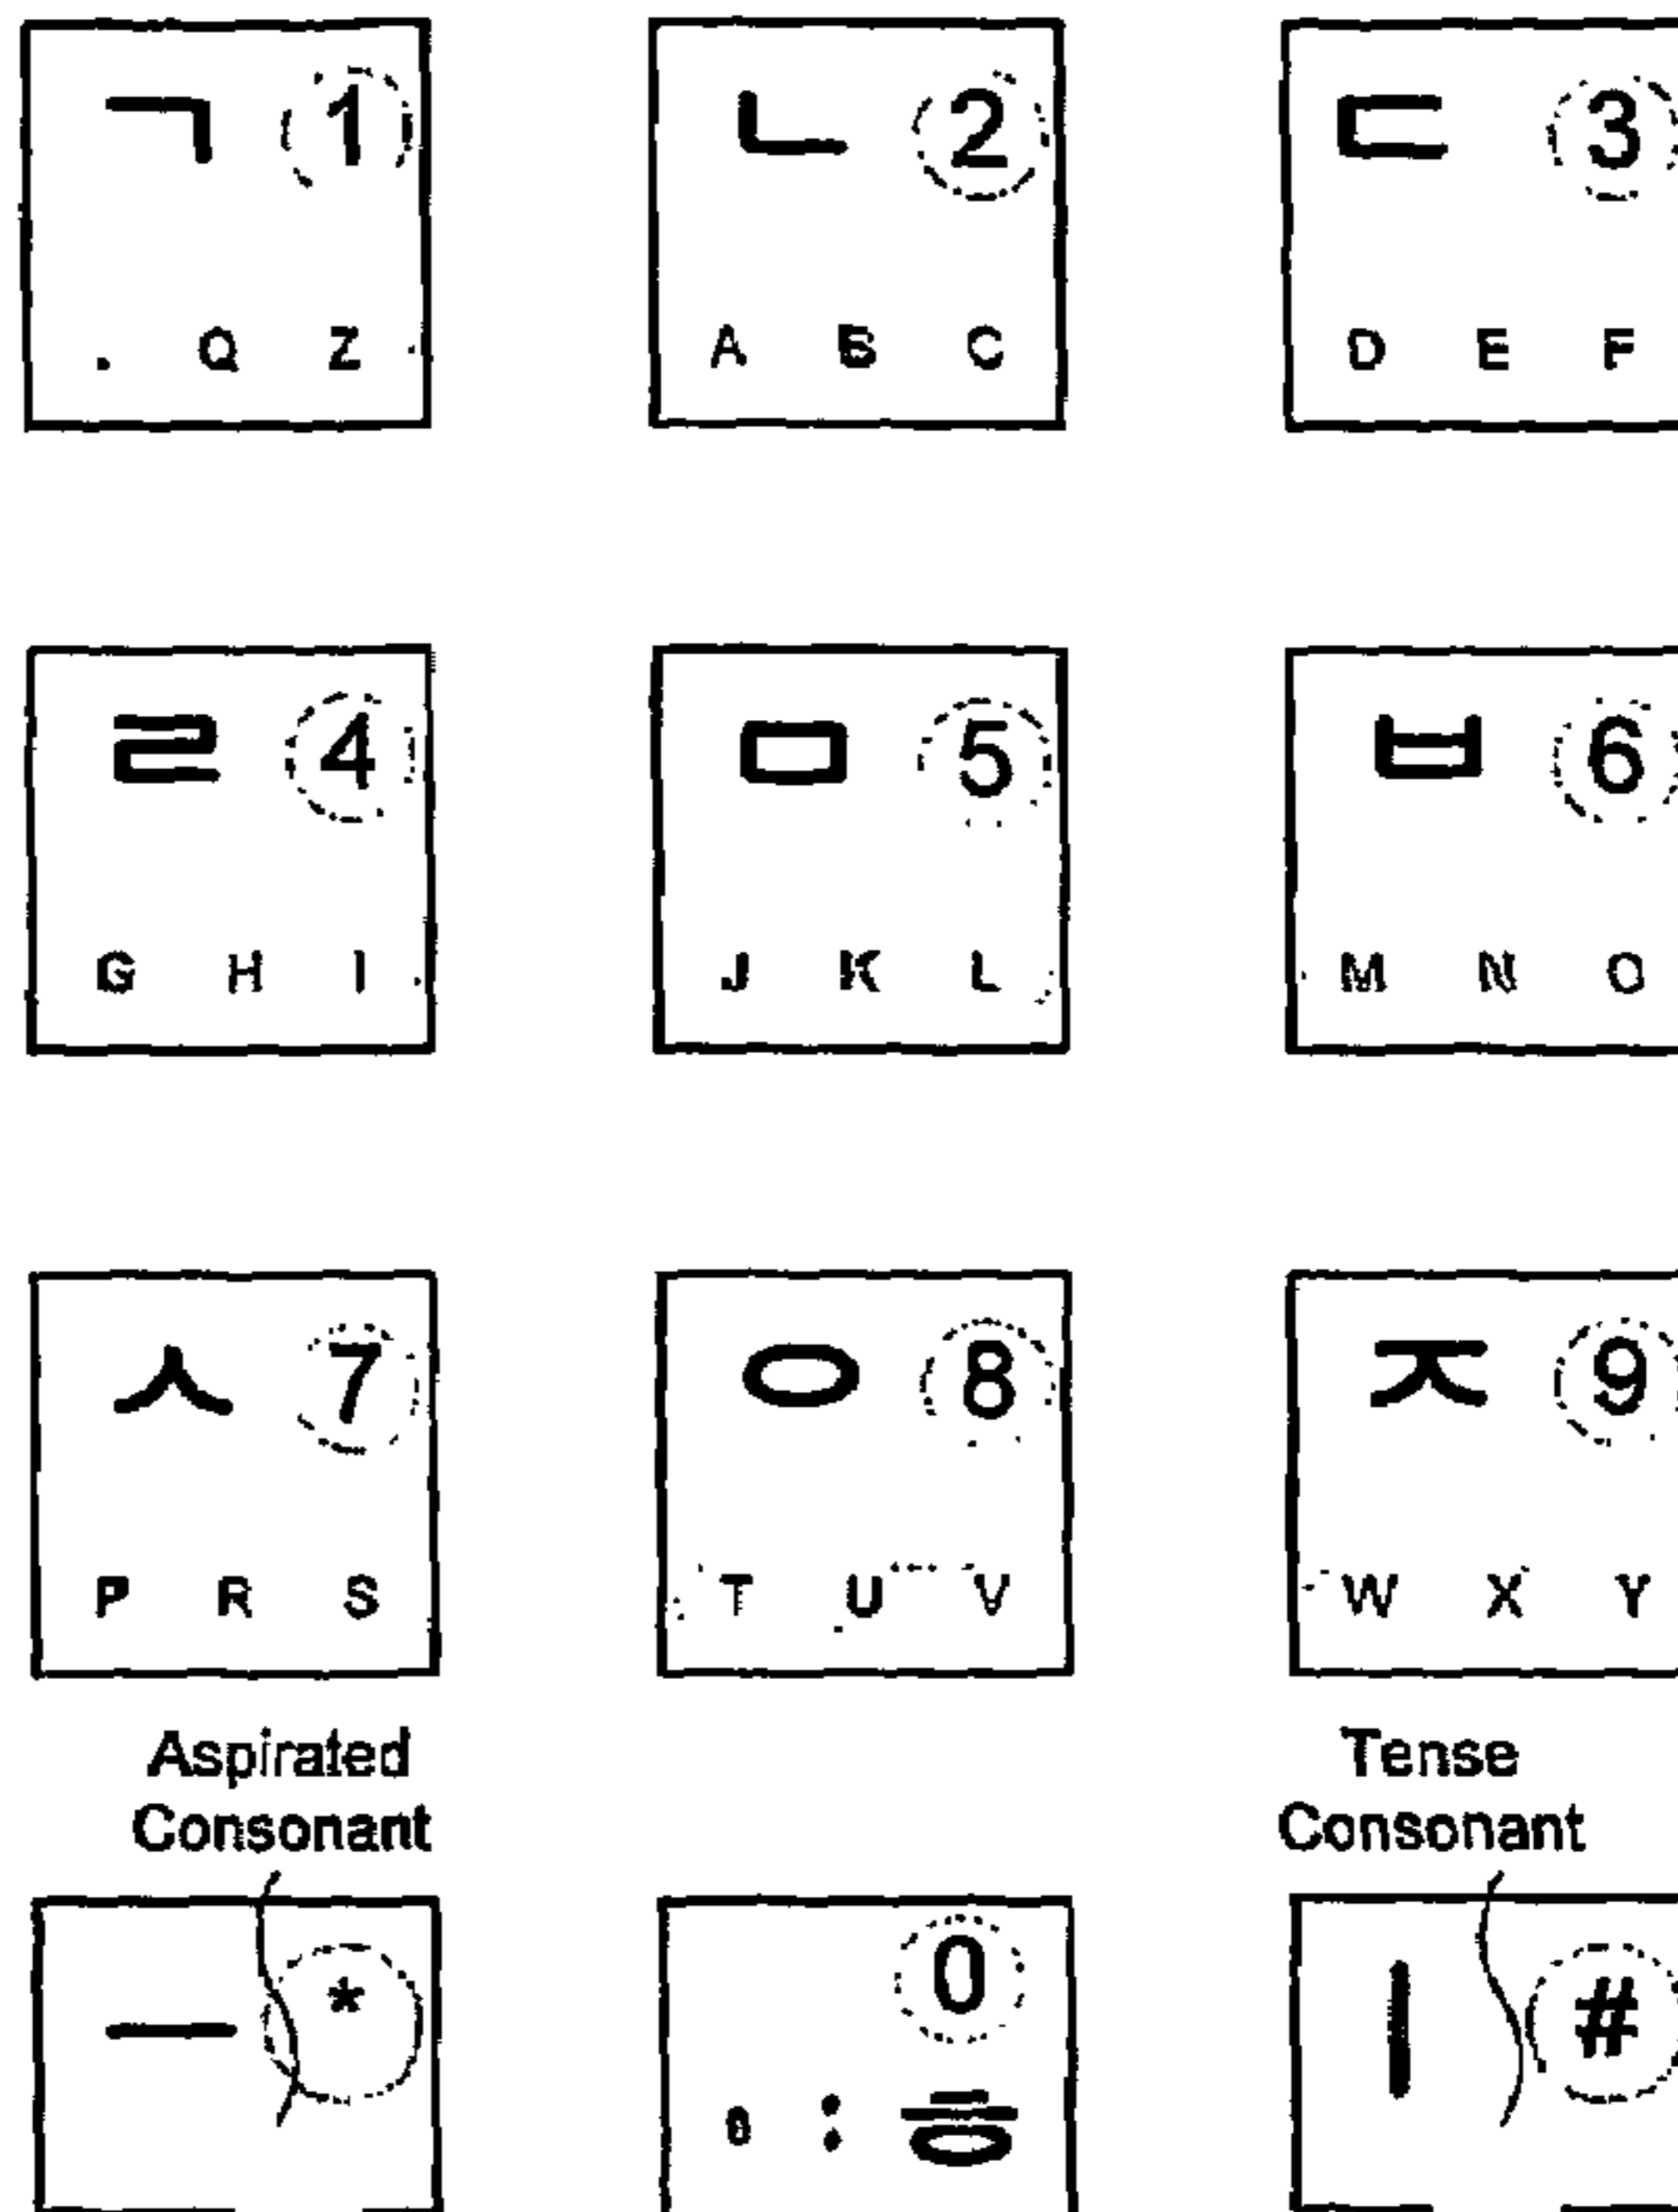 ㄱ 1
. Q Z
ㄴ 2
A B C
ㄷ 3
D E F
ㄹ 4
G H I
ㅁ 5
J K L
ㅂ 6
M N O
ㅅ 7
P R S
ㅇ 8
T U V
ㅈ 9
W X Y
Aspirated
Consonant
Tense
Consonant
ㅡ *
0
: ㅎ
ㅣ #